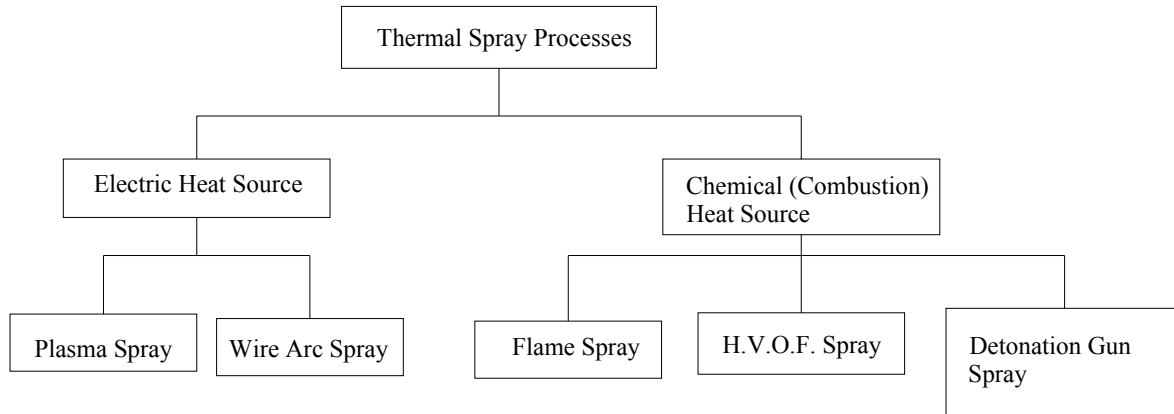 Thermal Spray Processes
Electric Heat Source
Chemical (Combustion)
Heat Source
Plasma Spray
Wire Arc Spray
Flame Spray
H.V.O.F. Spray
Detonation Gun
Spray